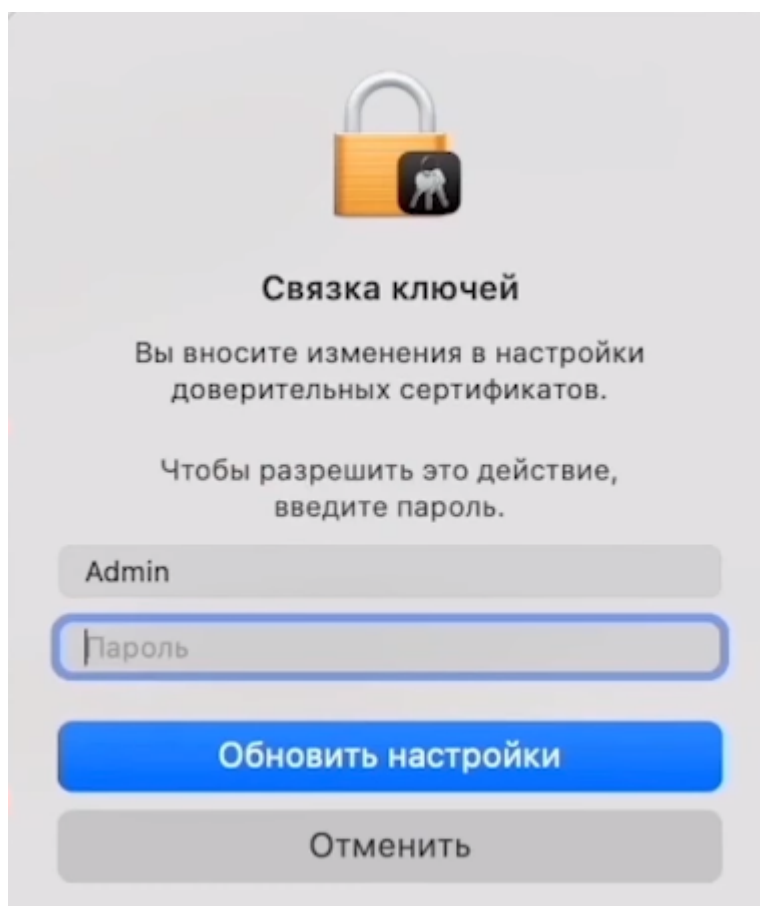 Связка ключей
Вы вносите изменения в настройки
доверительных сертификатов.
Чтобы разрешить это действие,
введите пароль.
Admin
Пароль
Обновить настройки
Отменить